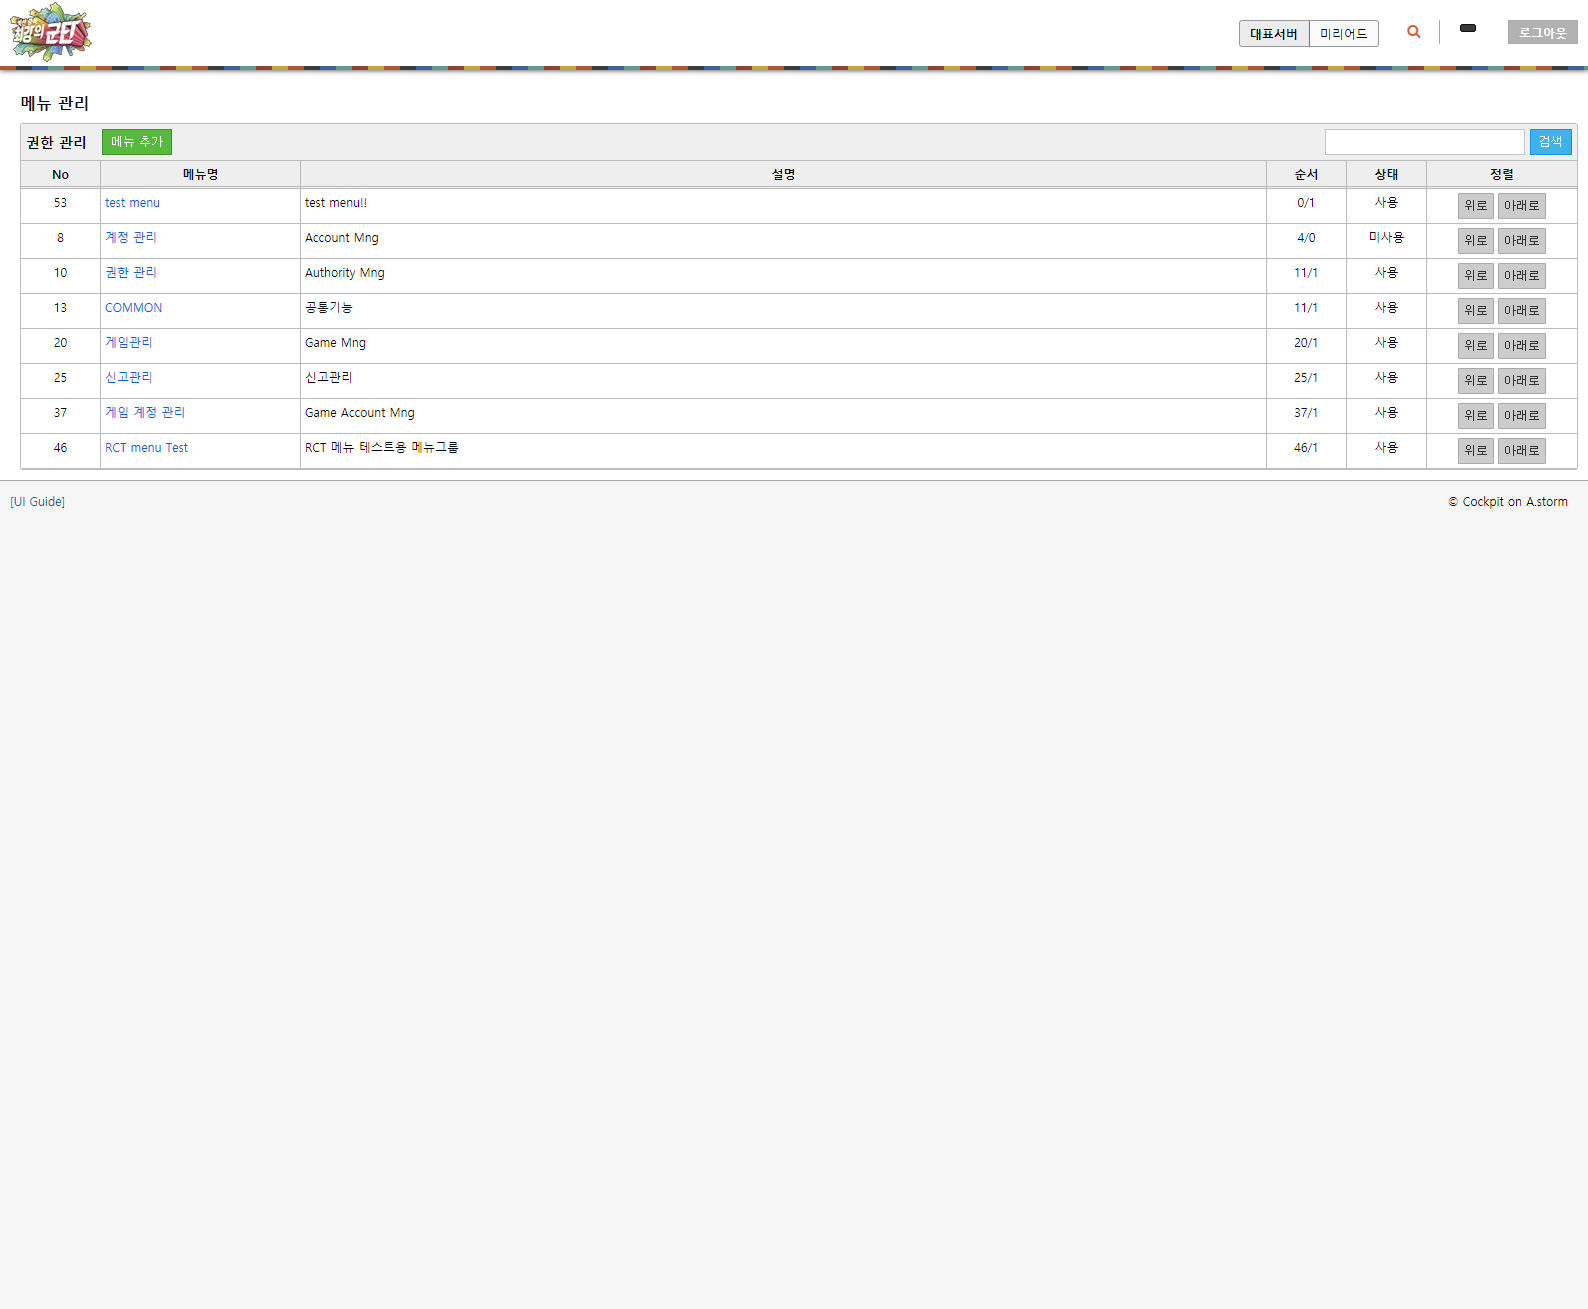 최강의 군단
대표서버 미리어드 로그아웃
메뉴 관리
권한 관리 메뉴 추가 검색
No 메뉴명 설명 순서 상태 정렬
53 test menu test menu!! 0/1 사용 위로 아래로
8 계정 관리 Account Mng 4/0 미사용 위로 아래로
10 권한 관리 Authority Mng 11/1 사용 위로 아래로
13 COMMON 공통기능 11/1 사용 위로 아래로
20 게임관리 Game Mng 20/1 사용 위로 아래로
25 신고관리 신고관리 25/1 사용 위로 아래로
37 게임 계정 관리 Game Account Mng 37/1 사용 위로 아래로
46 RCT menu Test RCT 메뉴 테스트용 메뉴그룹 46/1 사용 위로 아래로
[UI Guide] © Cockpit on A.storm